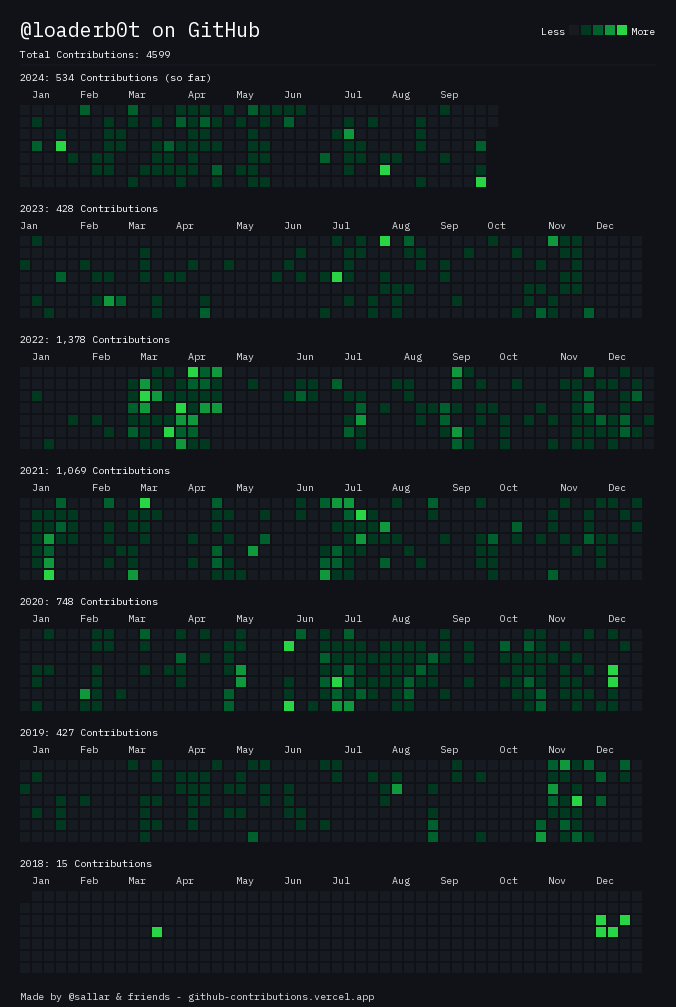 @loaderb0t on GitHub
Less More
Total Contributions: 4599
2024: 534 Contributions (so far)
Jan Feb Mar Apr May Jun Jul Aug Sep
2023: 428 Contributions
Jan Feb Mar Apr May Jun Jul Aug Sep Oct Nov Dec
2022: 1,378 Contributions
Jan Feb Mar Apr May Jun Jul Aug Sep Oct Nov Dec
2021: 1,069 Contributions
Jan Feb Mar Apr May Jun Jul Aug Sep Oct Nov Dec
2020: 748 Contributions
Jan Feb Mar Apr May Jun Jul Aug Sep Oct Nov Dec
2019: 427 Contributions
Jan Feb Mar Apr May Jun Jul Aug Sep Oct Nov Dec
2018: 15 Contributions
Jan Feb Mar Apr May Jun Jul Aug Sep Oct Nov Dec
Made by @sallar & friends - github-contributions.vercel.app